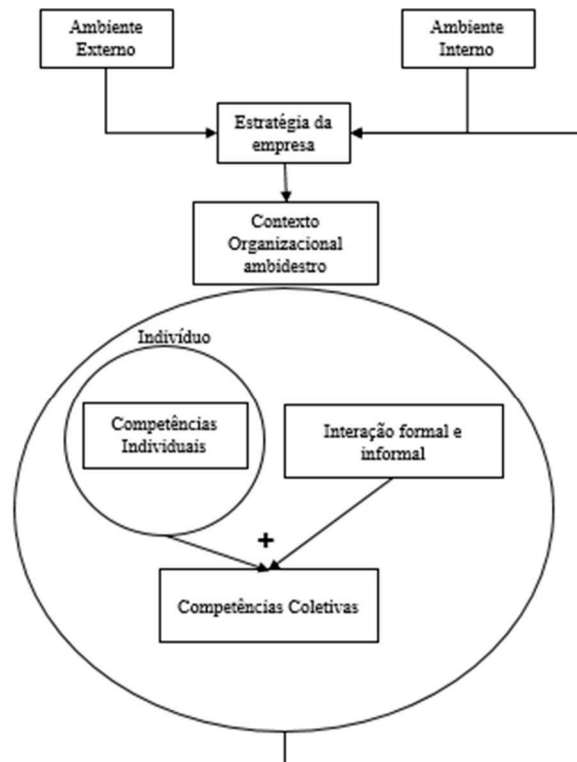 Ambiente
Externo
Ambiente
Interno
Estratégia da
empresa
Contexto
Organizacional
ambidestro
Indivíduo
Competências
Individuais
Interação formal e
informal
+
Competências Coletivas